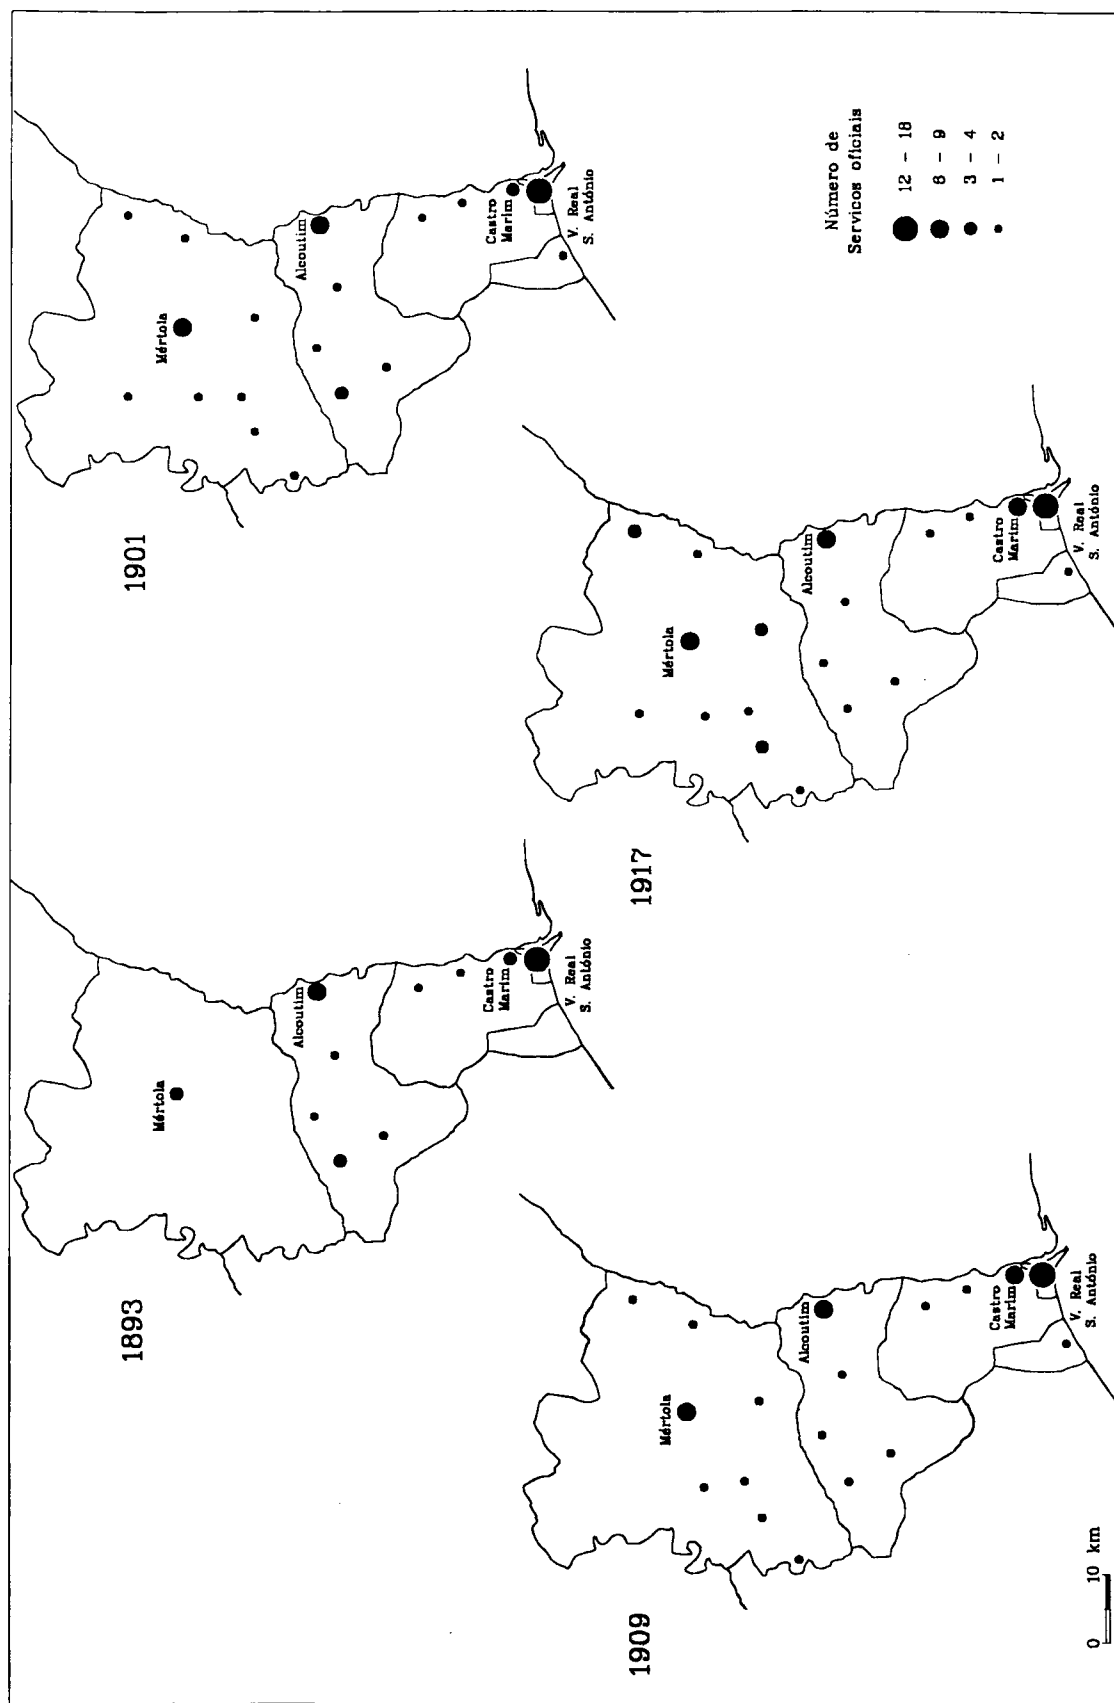 1893
Mértola
Alcoutim
Castro
Marim
V. Real
S. António
1901
Mértola
Alcoutim
Castro
Marim
V. Real
S. António
1909
Mértola
Alcoutim
Castro
Marim
V. Real
S. António
1917
Mértola
Alcoutim
Castro
Marim
V. Real
S. António
Número de
Servicos oficiais
12 - 18
6 - 9
3 - 4
1 - 2
0 10 km